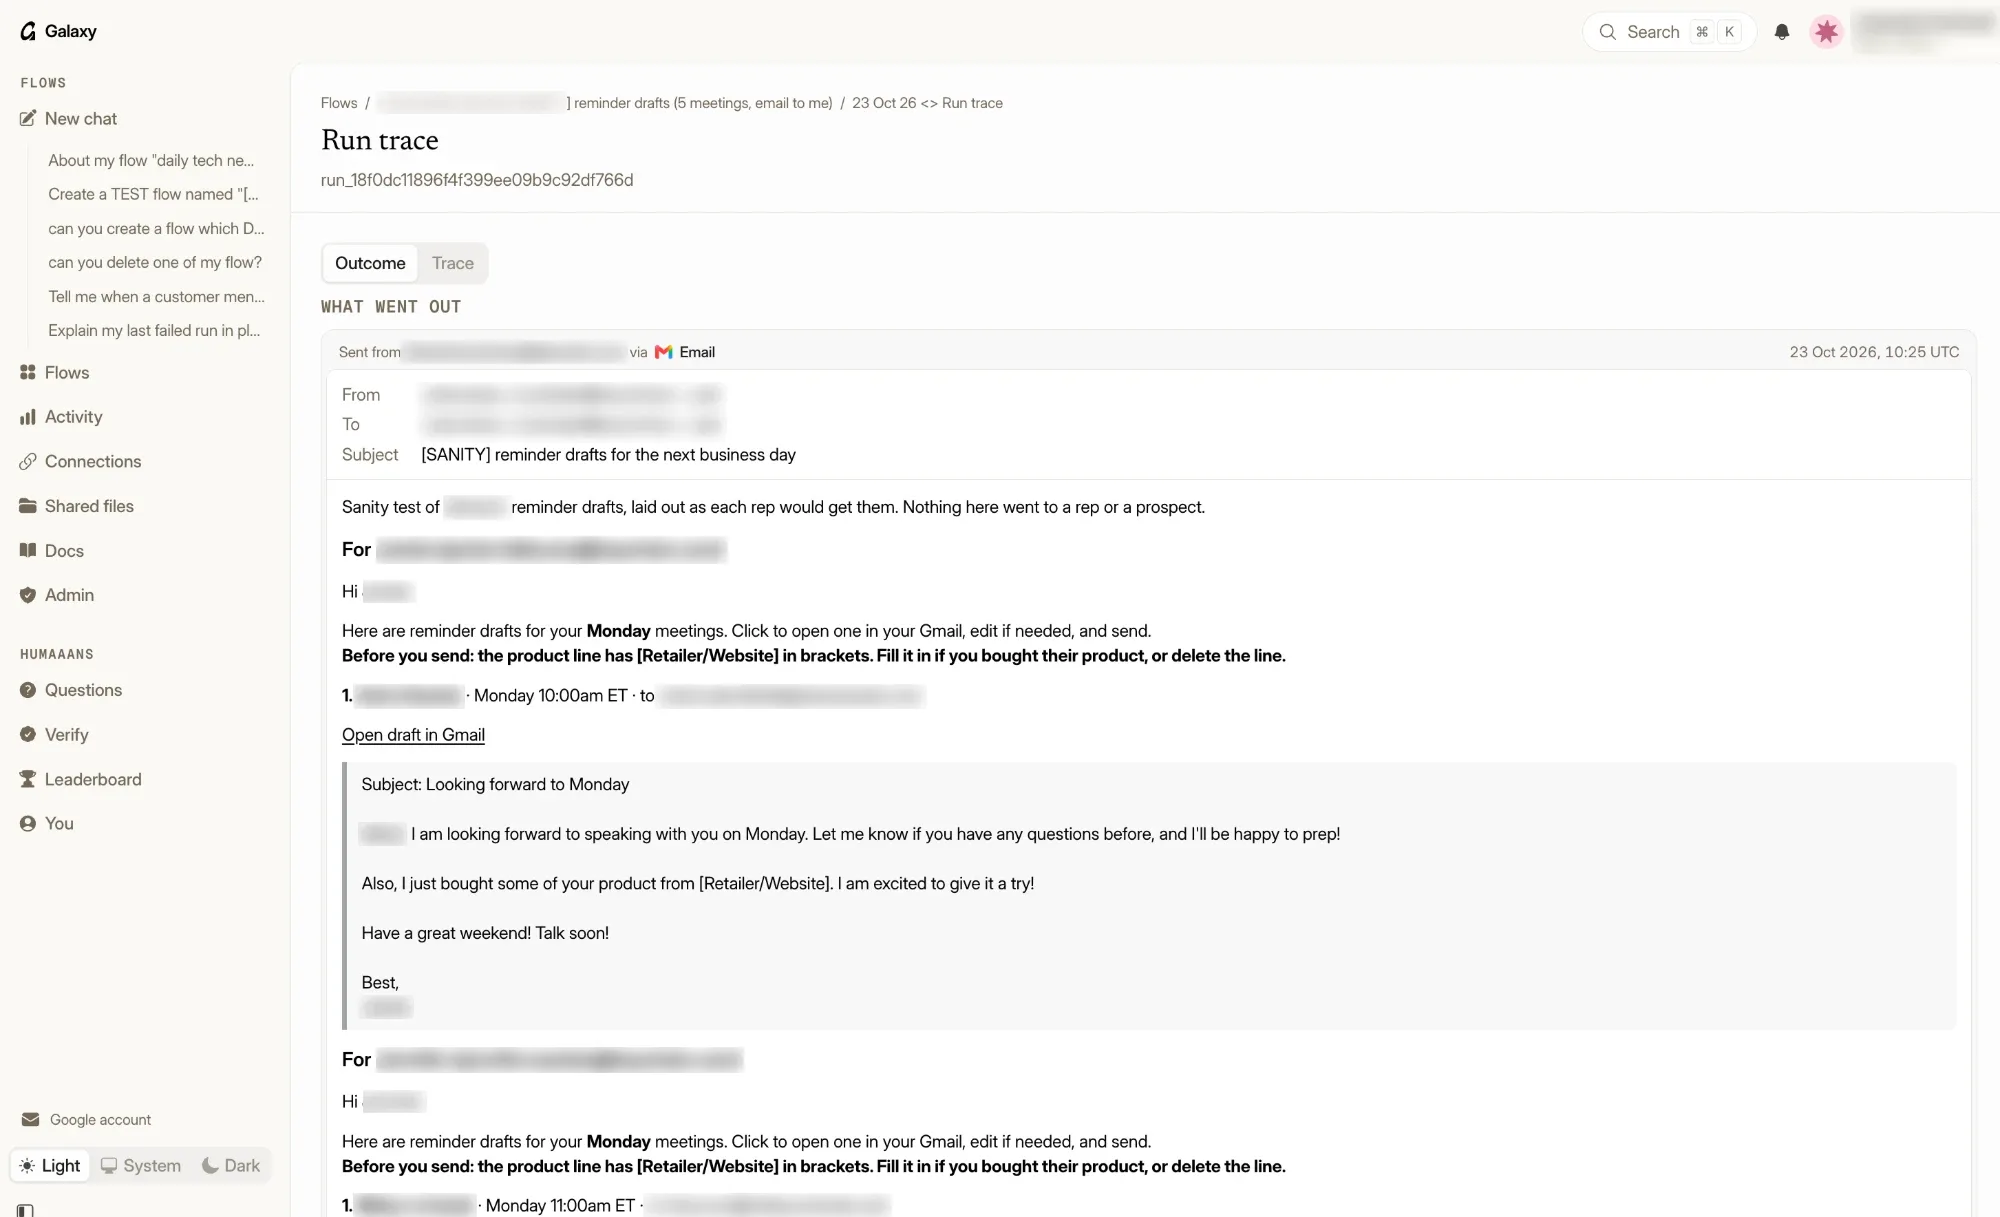 Galaxy
Search ⌘ K
FLOWS
New chat
About my flow "daily tech ne...
Create a TEST flow named "[...
can you create a flow which D...
can you delete one of my flow?
Tell me when a customer men...
Explain my last failed run in pl...
Flows
Activity
Connections
Shared files
Docs
Admin
HUMAAANS
Questions
Verify
Leaderboard
You
Google account
Light System Dark
Flows / ] reminder drafts (5 meetings, email to me) / 23 Oct 26 <> Run trace
Run trace
run_18f0dc11896f4f399ee09b9c92df766d
Outcome Trace
WHAT WENT OUT
Sent from via Email 23 Oct 2026, 10:25 UTC
From
To
Subject [SANITY] reminder drafts for the next business day
Sanity test of reminder drafts, laid out as each rep would get them. Nothing here went to a rep or a prospect.
For
Hi
Here are reminder drafts for your Monday meetings. Click to open one in your Gmail, edit if needed, and send.
Before you send: the product line has [Retailer/Website] in brackets. Fill it in if you bought their product, or delete the line.
1. · Monday 10:00am ET · to
Open draft in Gmail
Subject: Looking forward to Monday
I am looking forward to speaking with you on Monday. Let me know if you have any questions before, and I'll be happy to prep!
Also, I just bought some of your product from [Retailer/Website]. I am excited to give it a try!
Have a great weekend! Talk soon!
Best,
For
Hi
Here are reminder drafts for your Monday meetings. Click to open one in your Gmail, edit if needed, and send.
Before you send: the product line has [Retailer/Website] in brackets. Fill it in if you bought their product, or delete the line.
1. · Monday 11:00am ET ·